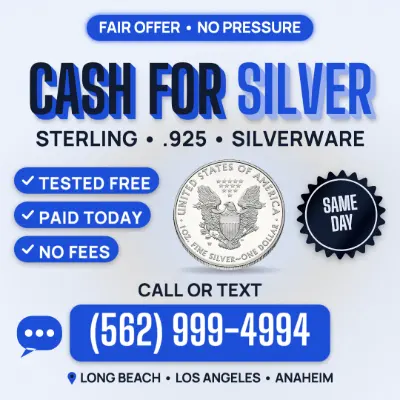 FAIR OFFER • NO PRESSURE
CASH FOR SILVER
STERLING • .925 • SILVERWARE
✓ TESTED FREE
✓ PAID TODAY
✓ NO FEES
UNITED STATES OF AMERICA
1 OZ. FINE SILVER~ONE DOLLAR
SAME
DAY
CALL OR TEXT
(562) 999-4994
LONG BEACH • LOS ANGELES • ANAHEIM